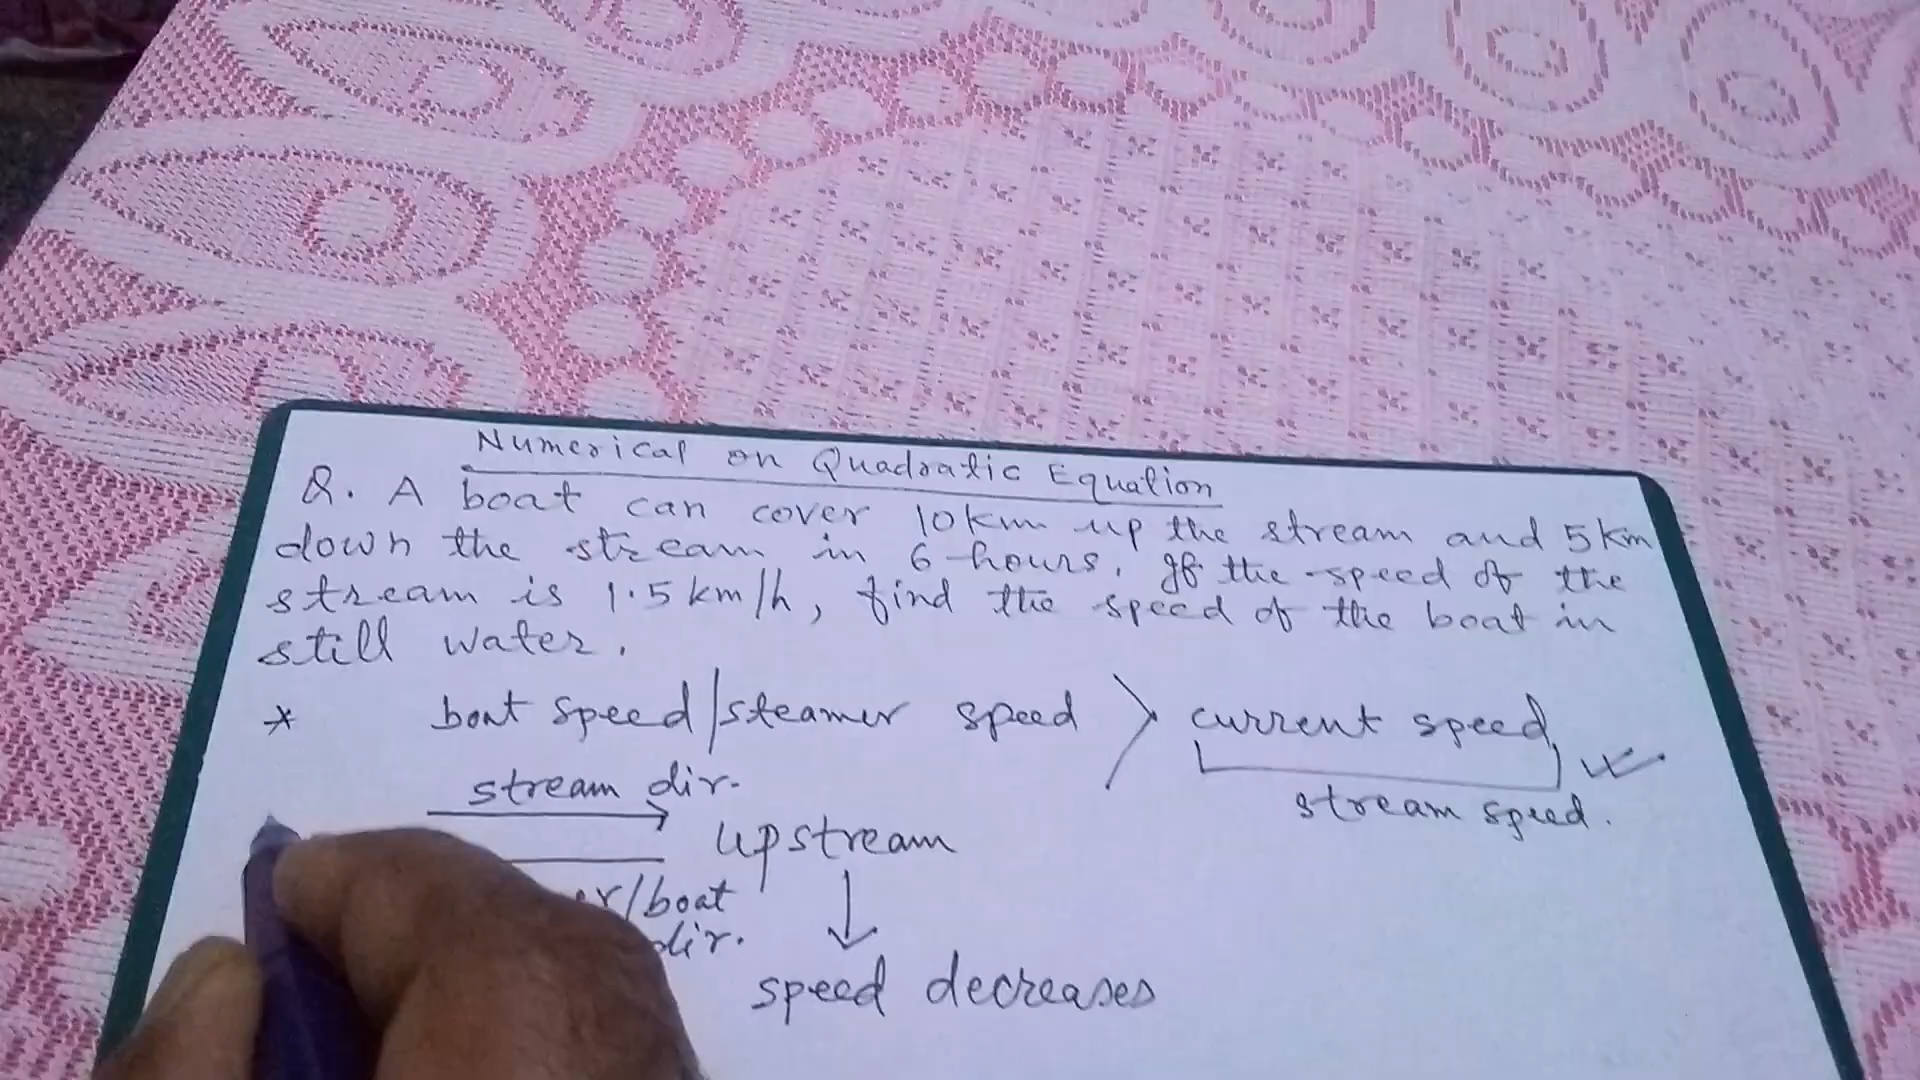 Numerical on Quadratic Equation
Q. A boat can cover 10km up the stream and 5km
down the stream in 6 hours. If the speed of the
stream is 1.5km/h, find the speed of the boat in
still water.
* boat speed/steamer speed > current speed
stream dir.
stream speed.
upstream
/boat
dir.
speed decreases